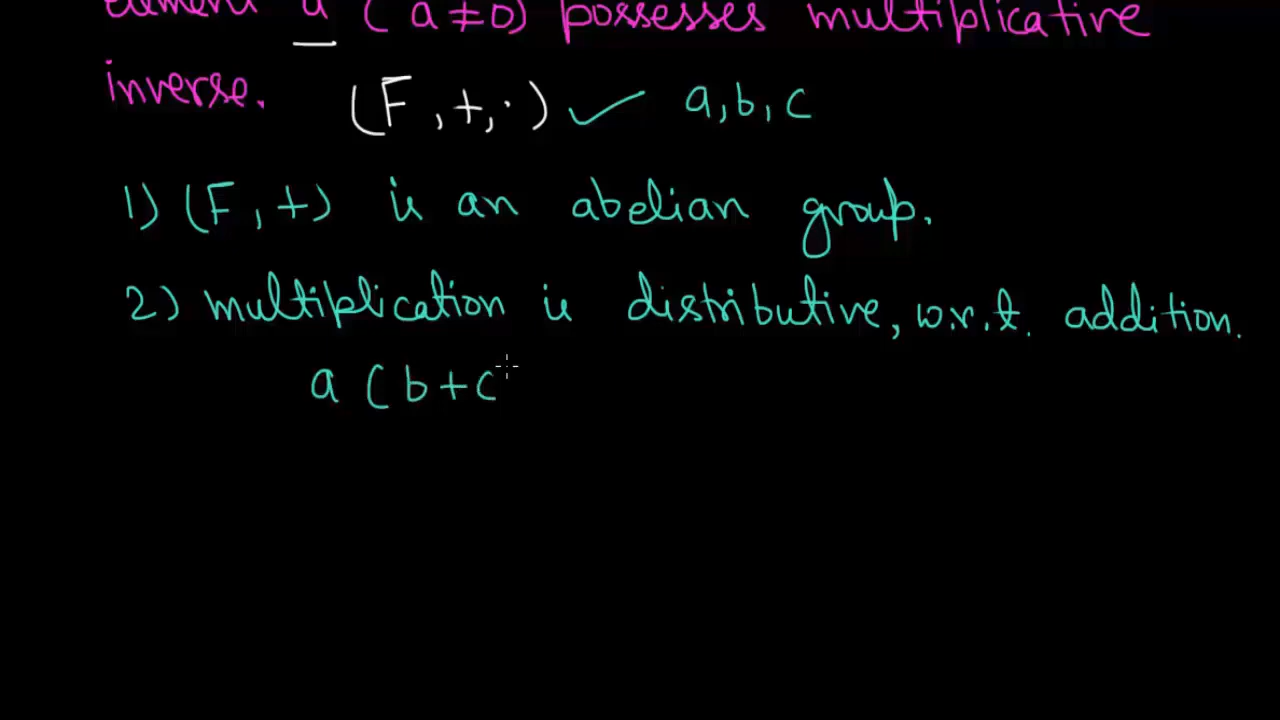 element a (a≠0) possesses multiplicative
inverse. (F,+,·) ✓ a,b,c
1) (F,+) is an abelian group.
2) multiplication is distributive, w.r.t. addition.
a(b+c